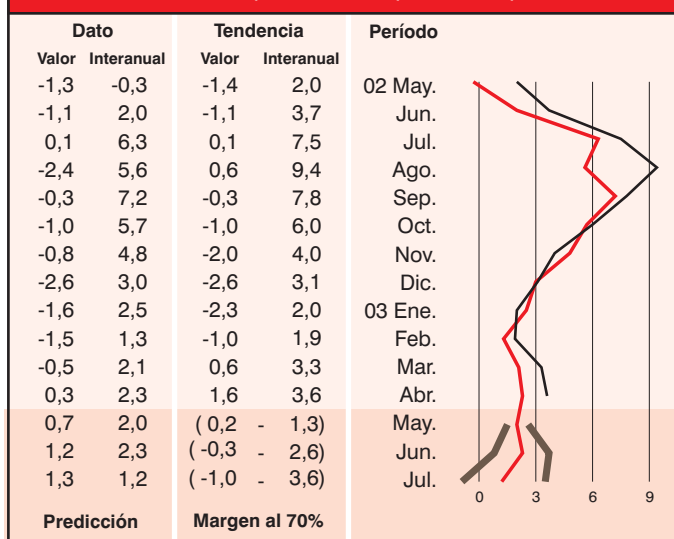 Dato Tendencia Período
Valor Interanual Valor Interanual
-1,3 -0,3 -1,4 2,0 02 May.
-1,1 2,0 -1,1 3,7 Jun.
0,1 6,3 0,1 7,5 Jul.
-2,4 5,6 0,6 9,4 Ago.
-0,3 7,2 -0,3 7,8 Sep.
-1,0 5,7 -1,0 6,0 Oct.
-0,8 4,8 -2,0 4,0 Nov.
-2,6 3,0 -2,6 3,1 Dic.
-1,6 2,5 -2,3 2,0 03 Ene.
-1,5 1,3 -1,0 1,9 Feb.
-0,5 2,1 0,6 3,3 Mar.
0,3 2,3 1,6 3,6 Abr.
0,7 2,0 ( 0,2 - 1,3) May.
1,2 2,3 ( -0,3 - 2,6) Jun.
1,3 1,2 ( -1,0 - 3,6) Jul.
0 3 6 9
Predicción Margen al 70%